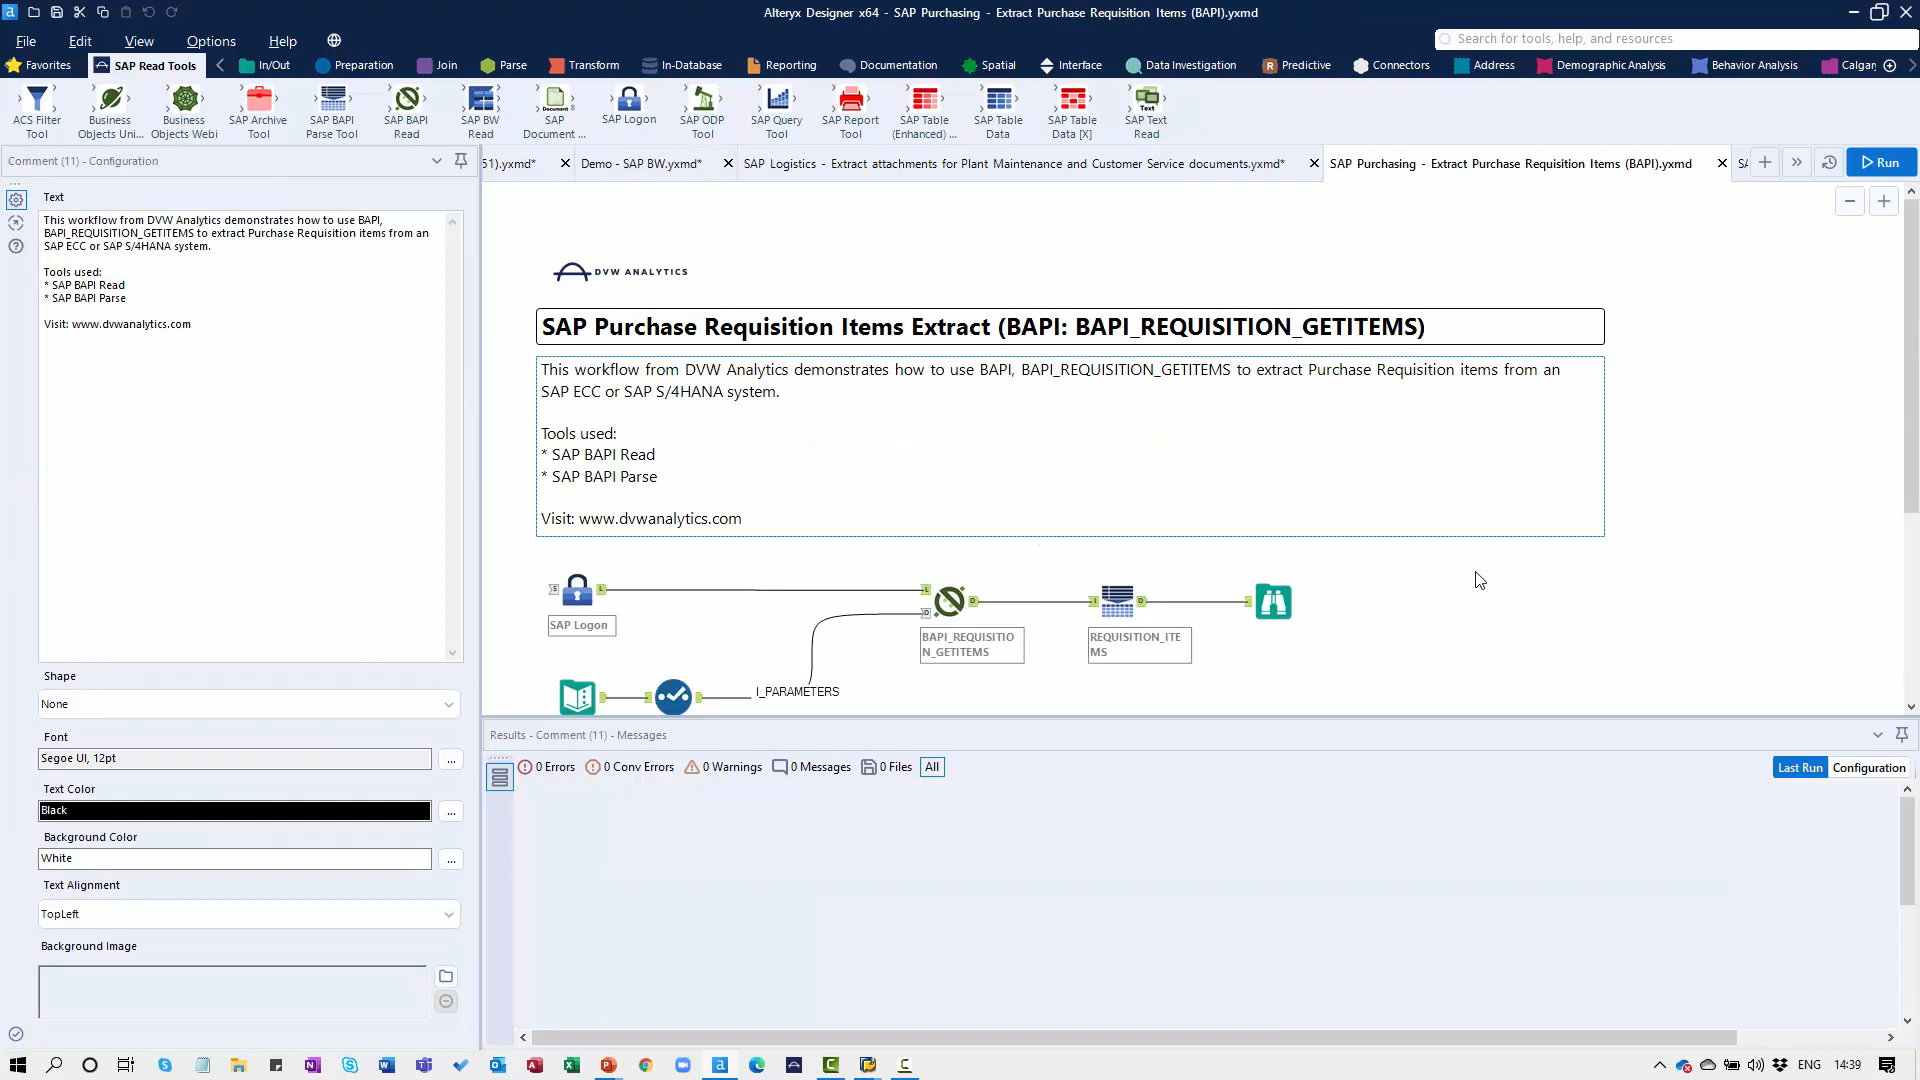 Alteryx Designer x64 - SAP Purchasing - Extract Purchase Requisition Items (BAPI).yxmd
File Edit View Options Help
Search for tools, help, and resources
Favorites SAP Read Tools In/Out Preparation Join Parse Transform In-Database Reporting Documentation Spatial Interface Data Investigation Predictive Connectors Address Demographic Analysis Behavior Analysis Calgar
ACS Filter Tool
Business Objects Uni...
Business Objects Webi
SAP Archive Tool
SAP BAPI Parse Tool
SAP BAPI Read
SAP BW Read
SAP Document ...
SAP Logon
SAP ODP Tool
SAP Query Tool
SAP Report Tool
SAP Table (Enhanced) ...
SAP Table Data
SAP Table Data [X]
SAP Text Read
Comment (11) - Configuration
51).yxmd* Demo - SAP BW.yxmd* SAP Logistics - Extract attachments for Plant Maintenance and Customer Service documents.yxmd* SAP Purchasing - Extract Purchase Requisition Items (BAPI).yxmd Run
Text
This workflow from DVW Analytics demonstrates how to use BAPI,
BAPI_REQUISITION_GETITEMS to extract Purchase Requisition items from an
SAP ECC or SAP S/4HANA system.
Tools used:
* SAP BAPI Read
* SAP BAPI Parse
Visit: www.dvwanalytics.com
Shape
None
Font
Segoe UI, 12pt
...
Text Color
Black
...
Background Color
White
...
Text Alignment
TopLeft
Background Image
DVW ANALYTICS
SAP Purchase Requisition Items Extract (BAPI: BAPI_REQUISITION_GETITEMS)
This workflow from DVW Analytics demonstrates how to use BAPI, BAPI_REQUISITION_GETITEMS to extract Purchase Requisition items from an
SAP ECC or SAP S/4HANA system.
Tools used:
* SAP BAPI Read
* SAP BAPI Parse
Visit: www.dvwanalytics.com
SAP Logon
BAPI_REQUISITIO
N_GETITEMS
REQUISITION_ITE
MS
I_PARAMETERS
Results - Comment (11) - Messages
0 Errors 0 Conv Errors 0 Warnings 0 Messages 0 Files All
Last Run Configuration
ENG 14:39